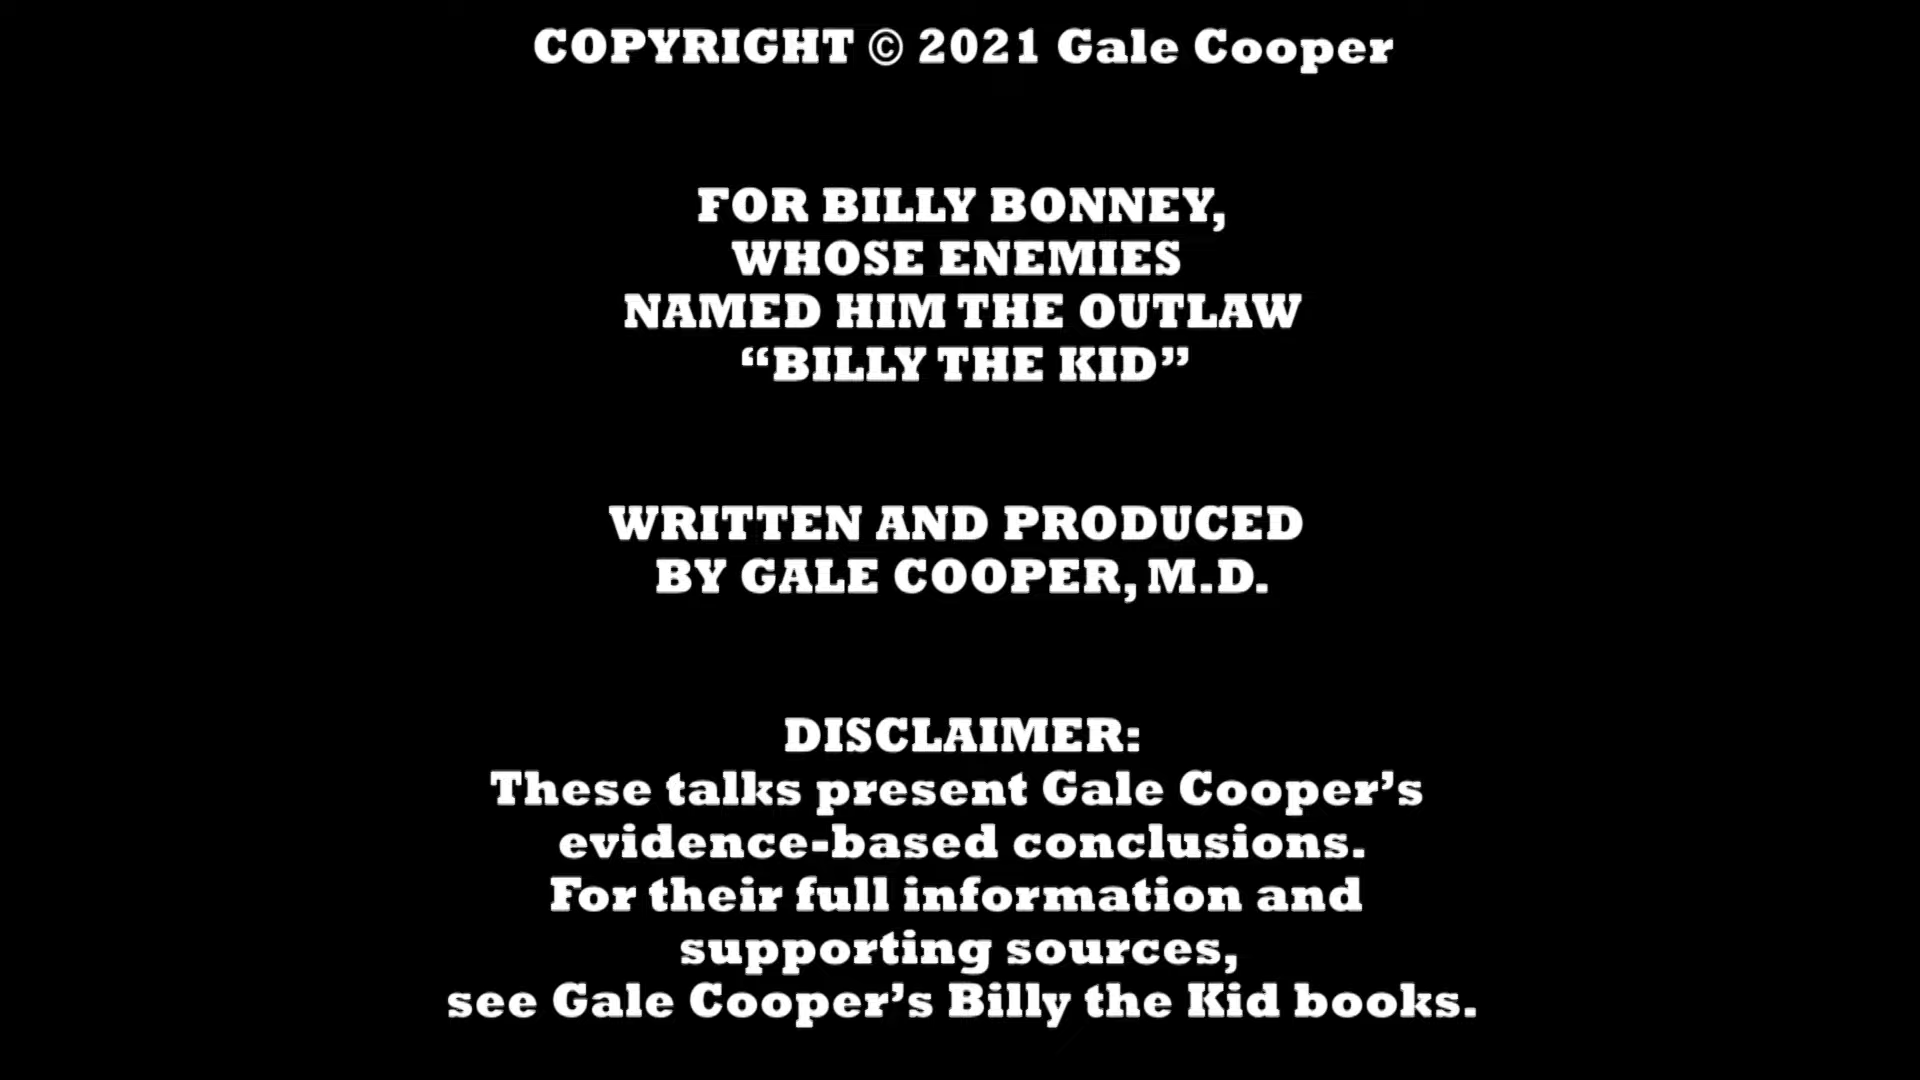 COPYRIGHT © 2021 Gale Cooper
FOR BILLY BONNEY,
WHOSE ENEMIES
NAMED HIM THE OUTLAW
“BILLY THE KID”
WRITTEN AND PRODUCED
BY GALE COOPER, M.D.
DISCLAIMER:
These talks present Gale Cooper’s
evidence-based conclusions.
For their full information and
supporting sources,
see Gale Cooper’s Billy the Kid books.